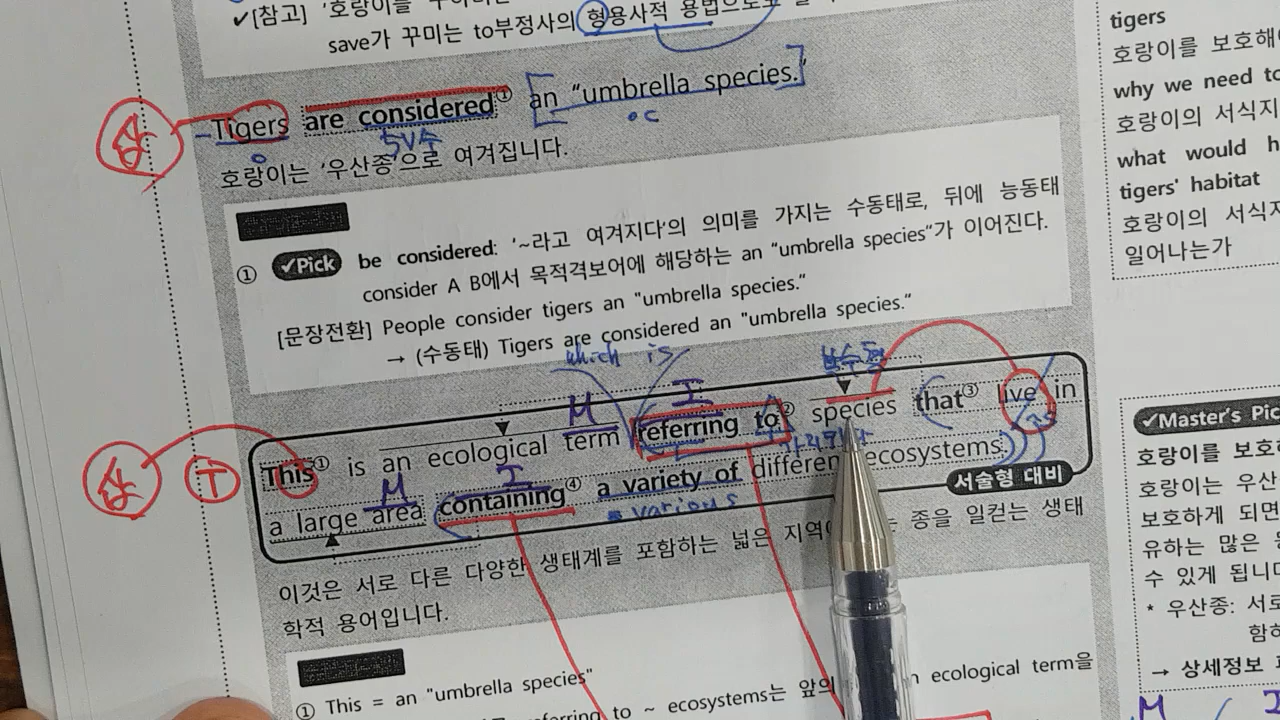 ✔[참고] '호랑이를
save가 꾸미는 to부정사의 형용사적 용법으로
상
Tigers are considered① an "umbrella species."
O 5V수 OC
호랑이는 '우산종'으로 여겨집니다.
① ✔Pick be considered: '~라고 여겨지다'의 의미를 가지는 수동태로, 뒤에 능동태
consider A B에서 목적격보어에 해당하는 an "umbrella species"가 이어진다.
[문장전환] People consider tigers an "umbrella species."
→ (수동태) Tigers are considered an "umbrella species."
which is
M I
상 T
This① is an ecological term referring to② species that③ live in
M I
a large area containing④ a variety of different ecosystems.
= various
서술형 대비
이것은 서로 다른 다양한 생태계를 포함하는 넓은 지역에 종을 일컫는 생태
학적 용어입니다.
① This = an "umbrella species"
referring to ~ ecosystems는 앞의 ecological term을
tigers
호랑이를 보호해
why we need to
호랑이의 서식지
what would h
tigers' habitat
호랑이의 서식지
일어나는가
✔Master's Pic
호랑이를 보호
호랑이는 우산
보호하게 되면
유하는 많은
수 있게 됩니다
* 우산종: 서로
함하
→ 상세정보
M I